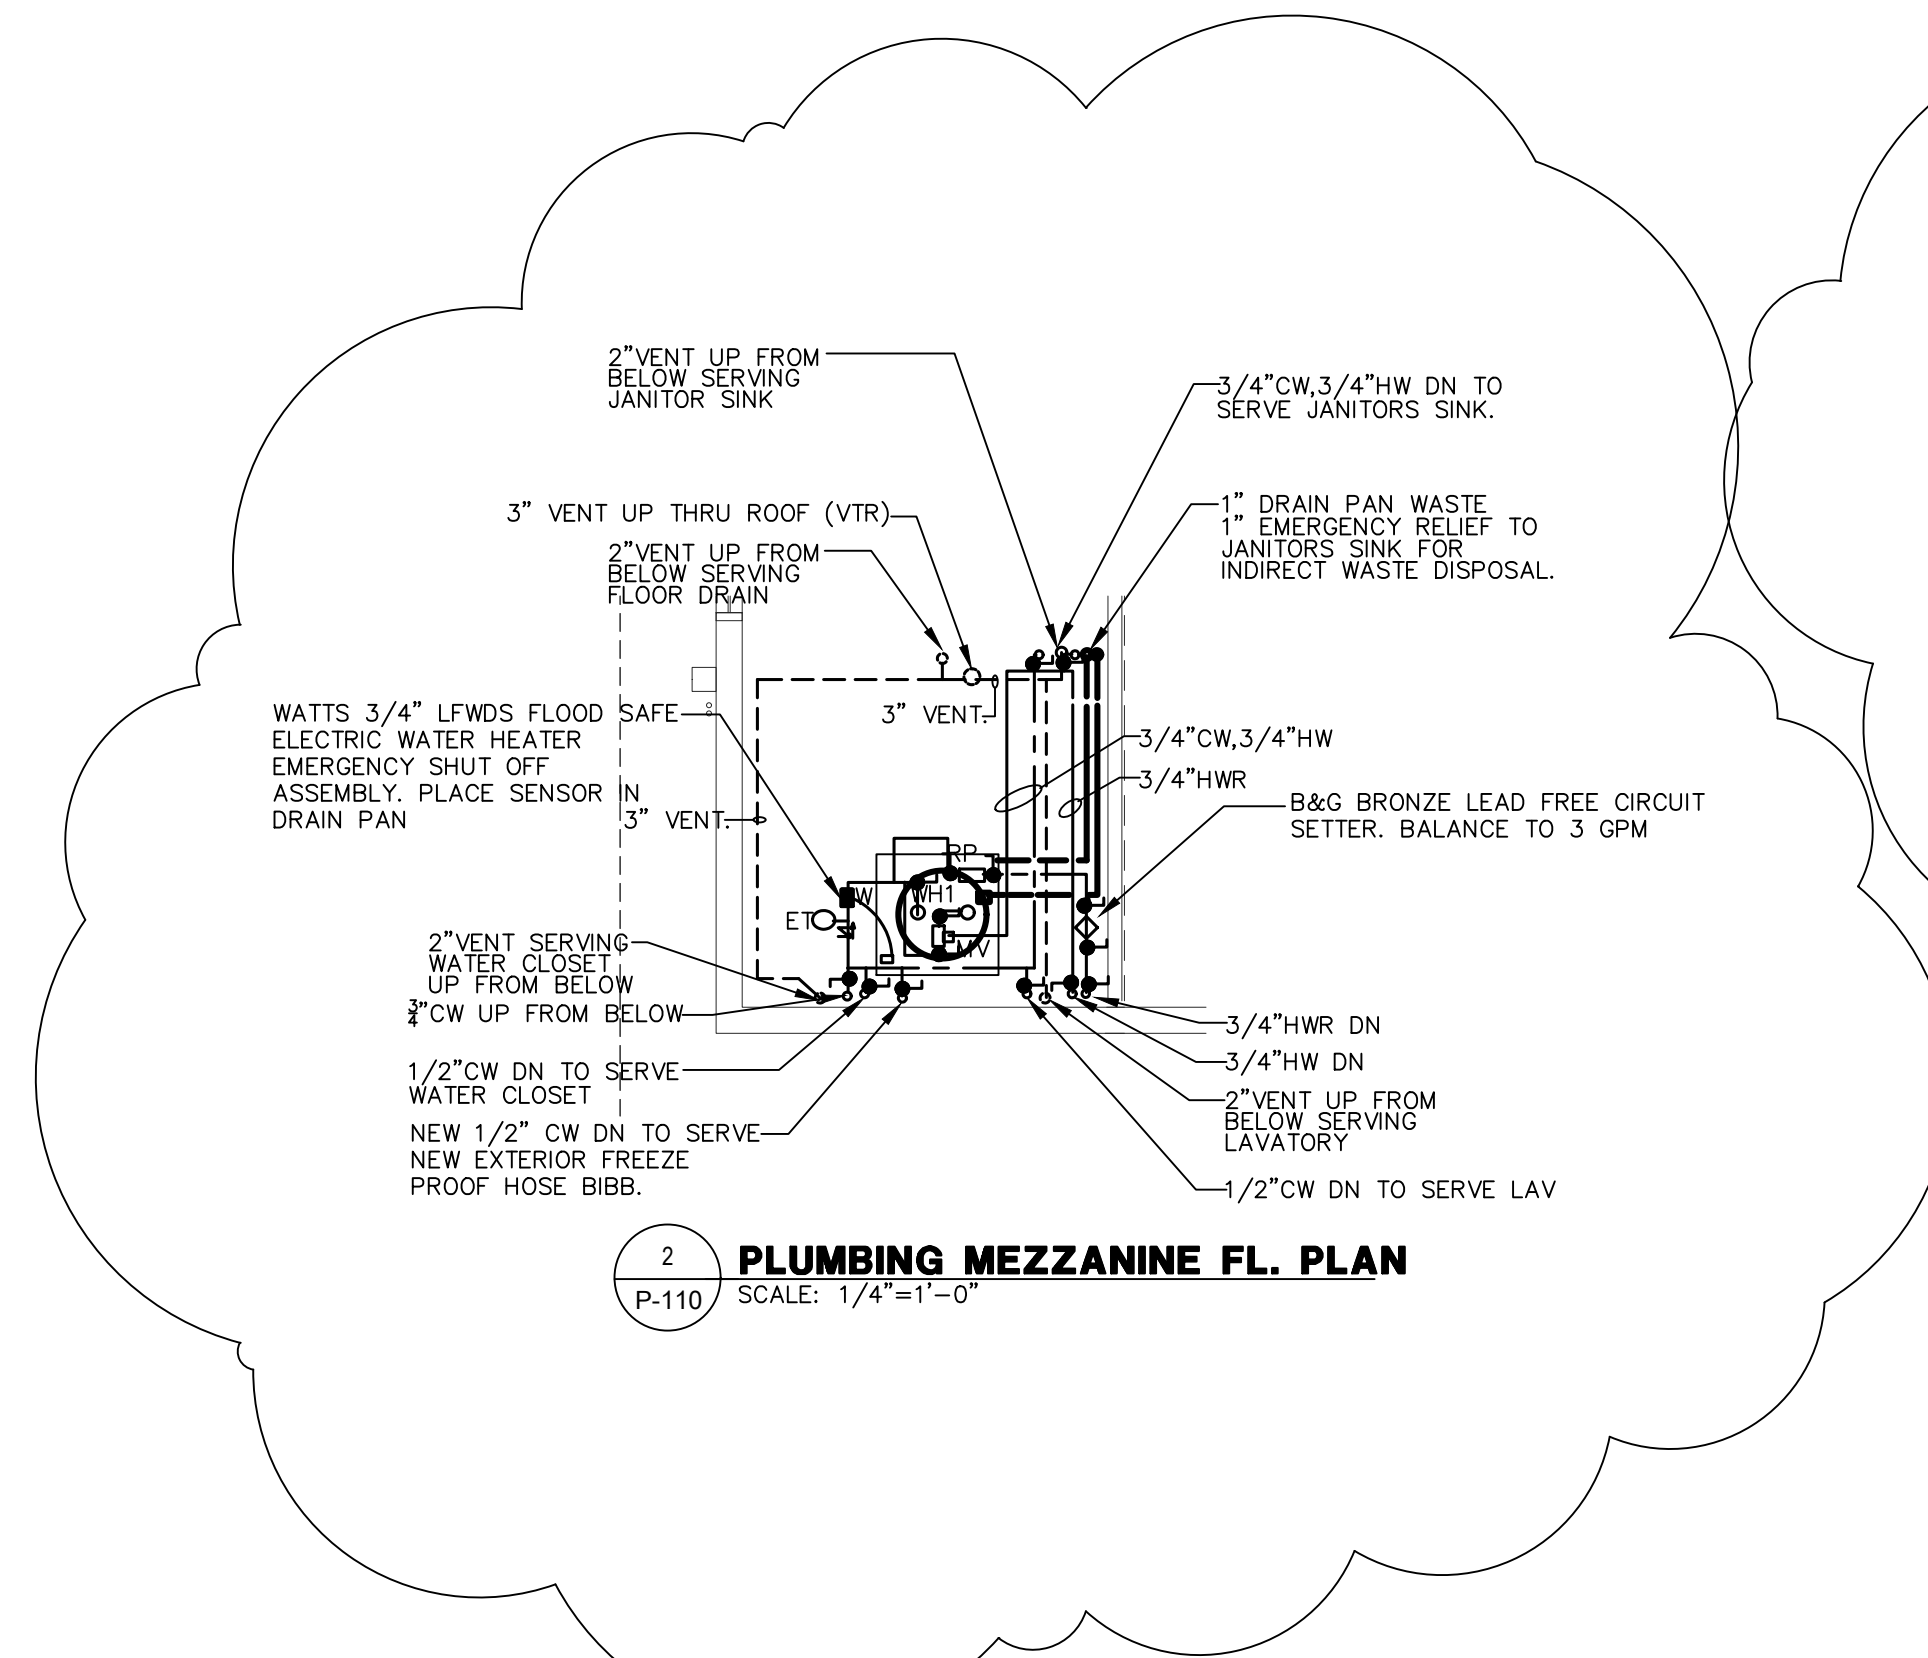 2”VENT UP FROM
BELOW SERVING
JANITOR SINK
3/4”CW,3/4”HW DN TO
SERVE JANITORS SINK.
3” VENT UP THRU ROOF (VTR)
2”VENT UP FROM
BELOW SERVING
FLOOR DRAIN
1” DRAIN PAN WASTE
1” EMERGENCY RELIEF TO
JANITORS SINK FOR
INDIRECT WASTE DISPOSAL.
WATTS 3/4” LFWDS FLOOD SAFE
ELECTRIC WATER HEATER
EMERGENCY SHUT OFF
ASSEMBLY. PLACE SENSOR IN
DRAIN PAN
3” VENT.
3” VENT.
3/4”CW,3/4”HW
3/4”HWR
B&G BRONZE LEAD FREE CIRCUIT
SETTER. BALANCE TO 3 GPM
RP
W
WH1
ET
MV
2”VENT SERVING
WATER CLOSET
UP FROM BELOW
3/4”CW UP FROM BELOW
1/2”CW DN TO SERVE
WATER CLOSET
NEW 1/2” CW DN TO SERVE
NEW EXTERIOR FREEZE
PROOF HOSE BIBB.
3/4”HWR DN
3/4”HW DN
2”VENT UP FROM
BELOW SERVING
LAVATORY
1/2”CW DN TO SERVE LAV
2
P-110
PLUMBING MEZZANINE FL. PLAN
SCALE: 1/4”=1’-0”